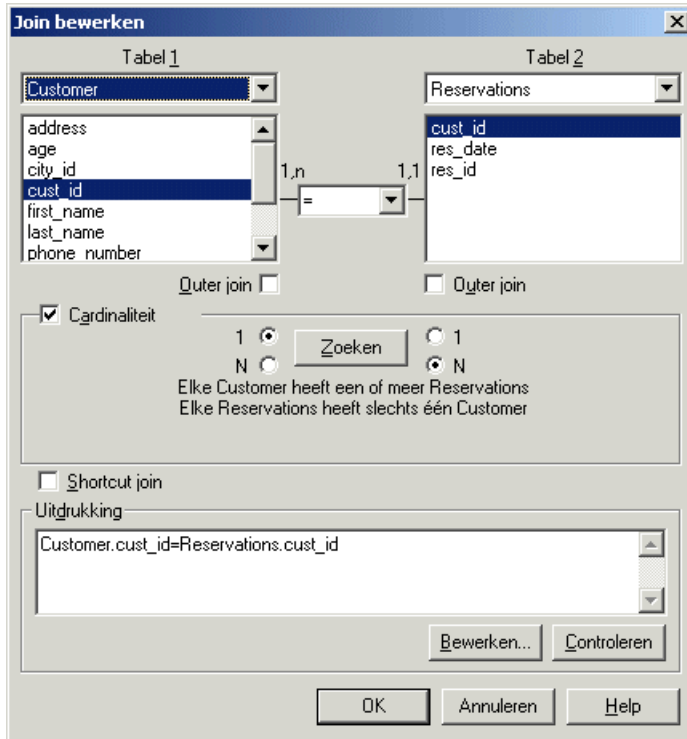 Join bewerken
Tabel 1
Tabel 2
Customer
Reservations
address
age
city_id
cust_id
first_name
last_name
phone_number
cust_id
res_date
res_id
1,n
1,1
=
Outer join
Outer join
Cardinaliteit
1
1
Zoeken
N
N
Elke Customer heeft een of meer Reservations
Elke Reservations heeft slechts één Customer
Shortcut join
Uitdrukking
Customer.cust_id=Reservations.cust_id
Bewerken...
Controleren
OK
Annuleren
Help